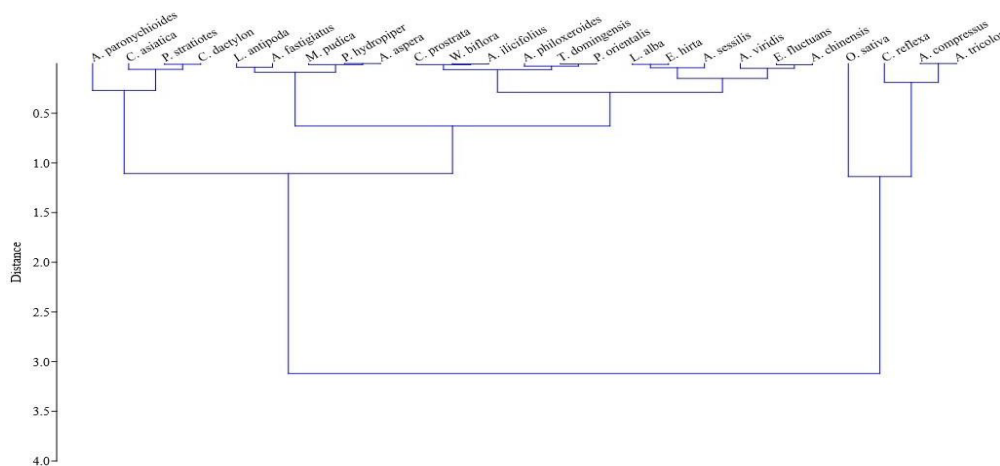 A. paronychioides
C. asiatica
P. stratiotes
C. dactylon
L. antipoda
A. fastigiatus
M. pudica
P. hydropiper
A. aspera
C. prostrata
W. biflora
A. ilicifolius
A. philoxeroides
T. domingensis
P. orientalis
L. alba
E. hirta
A. sessilis
A. viridis
E. fluctuans
A. chinensis
O. sativa
C. reflexa
A. compressus
A. tricolo
0.5
1.0
1.5
2.0
2.5
3.0
3.5
4.0
Distance